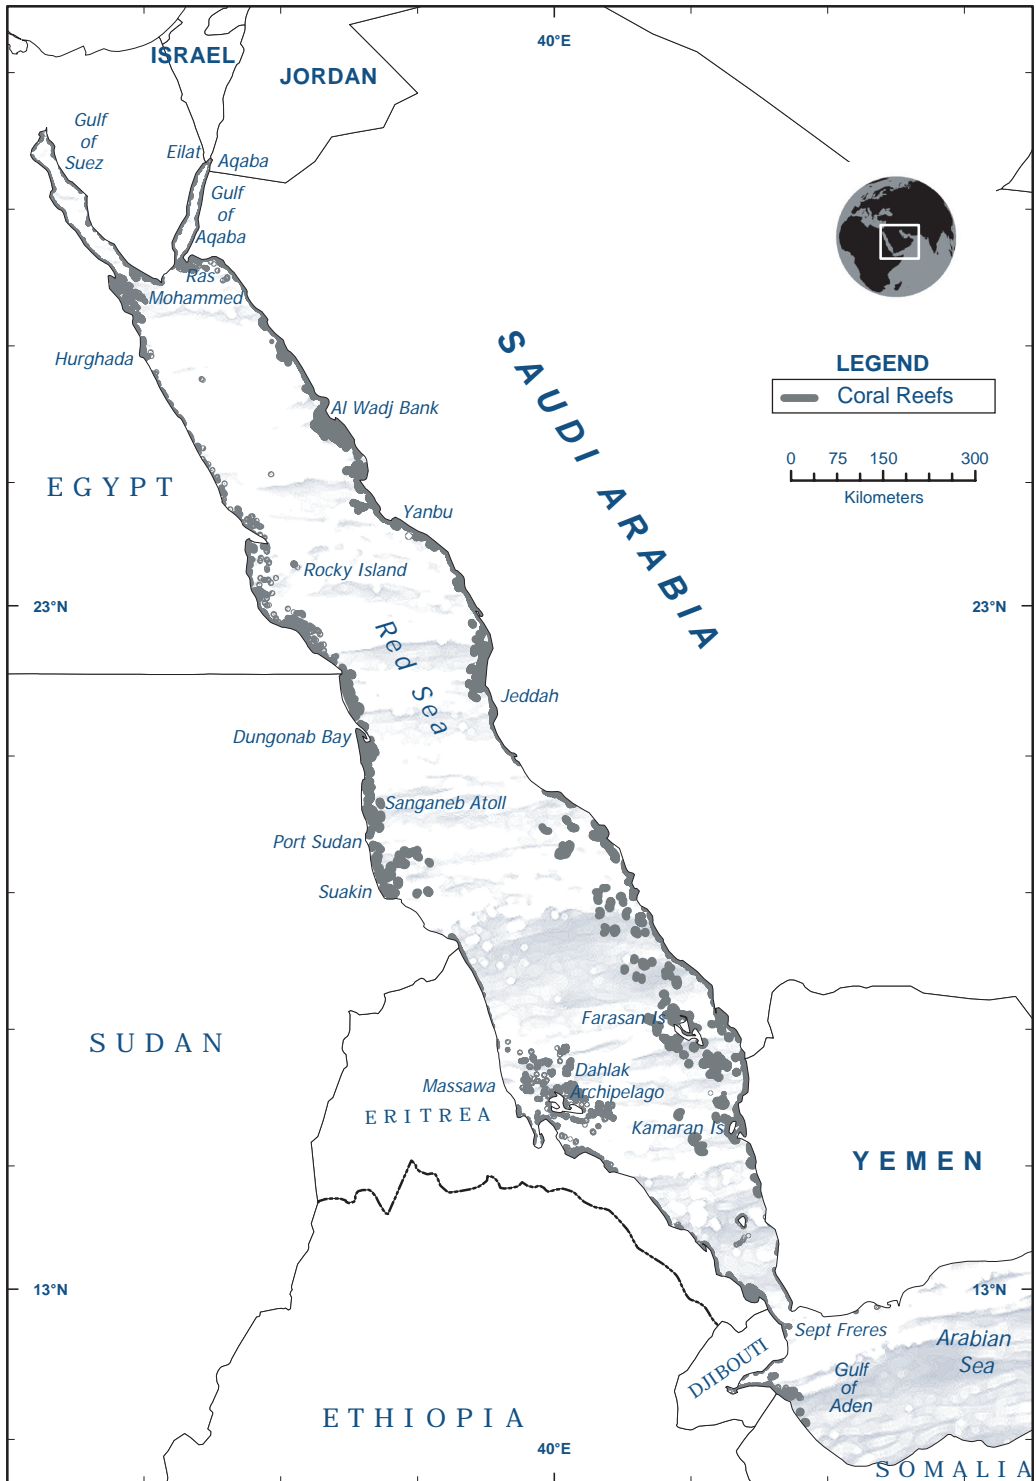 40°E
ISRAEL
JORDAN
Gulf
of
Suez
Eilat
Aqaba
Gulf
of
Aqaba
Ras
Mohammed
Hurghada
SAUDI ARABIA
LEGEND
Coral Reefs
0 75 150 300
Kilometers
Al Wadj Bank
EGYPT
Yanbu
Rocky Island
23°N
23°N
Red Sea
Jeddah
Dungonab Bay
Sanganeb Atoll
Port Sudan
Suakin
Farasan Is
SUDAN
Dahlak
Archipelago
Massawa
ERITREA
Kamaran Is
YEMEN
13°N
13°N
Sept Freres
Arabian
Sea
DJIBOUTI
Gulf
of
Aden
ETHIOPIA
40°E
SOMALIA